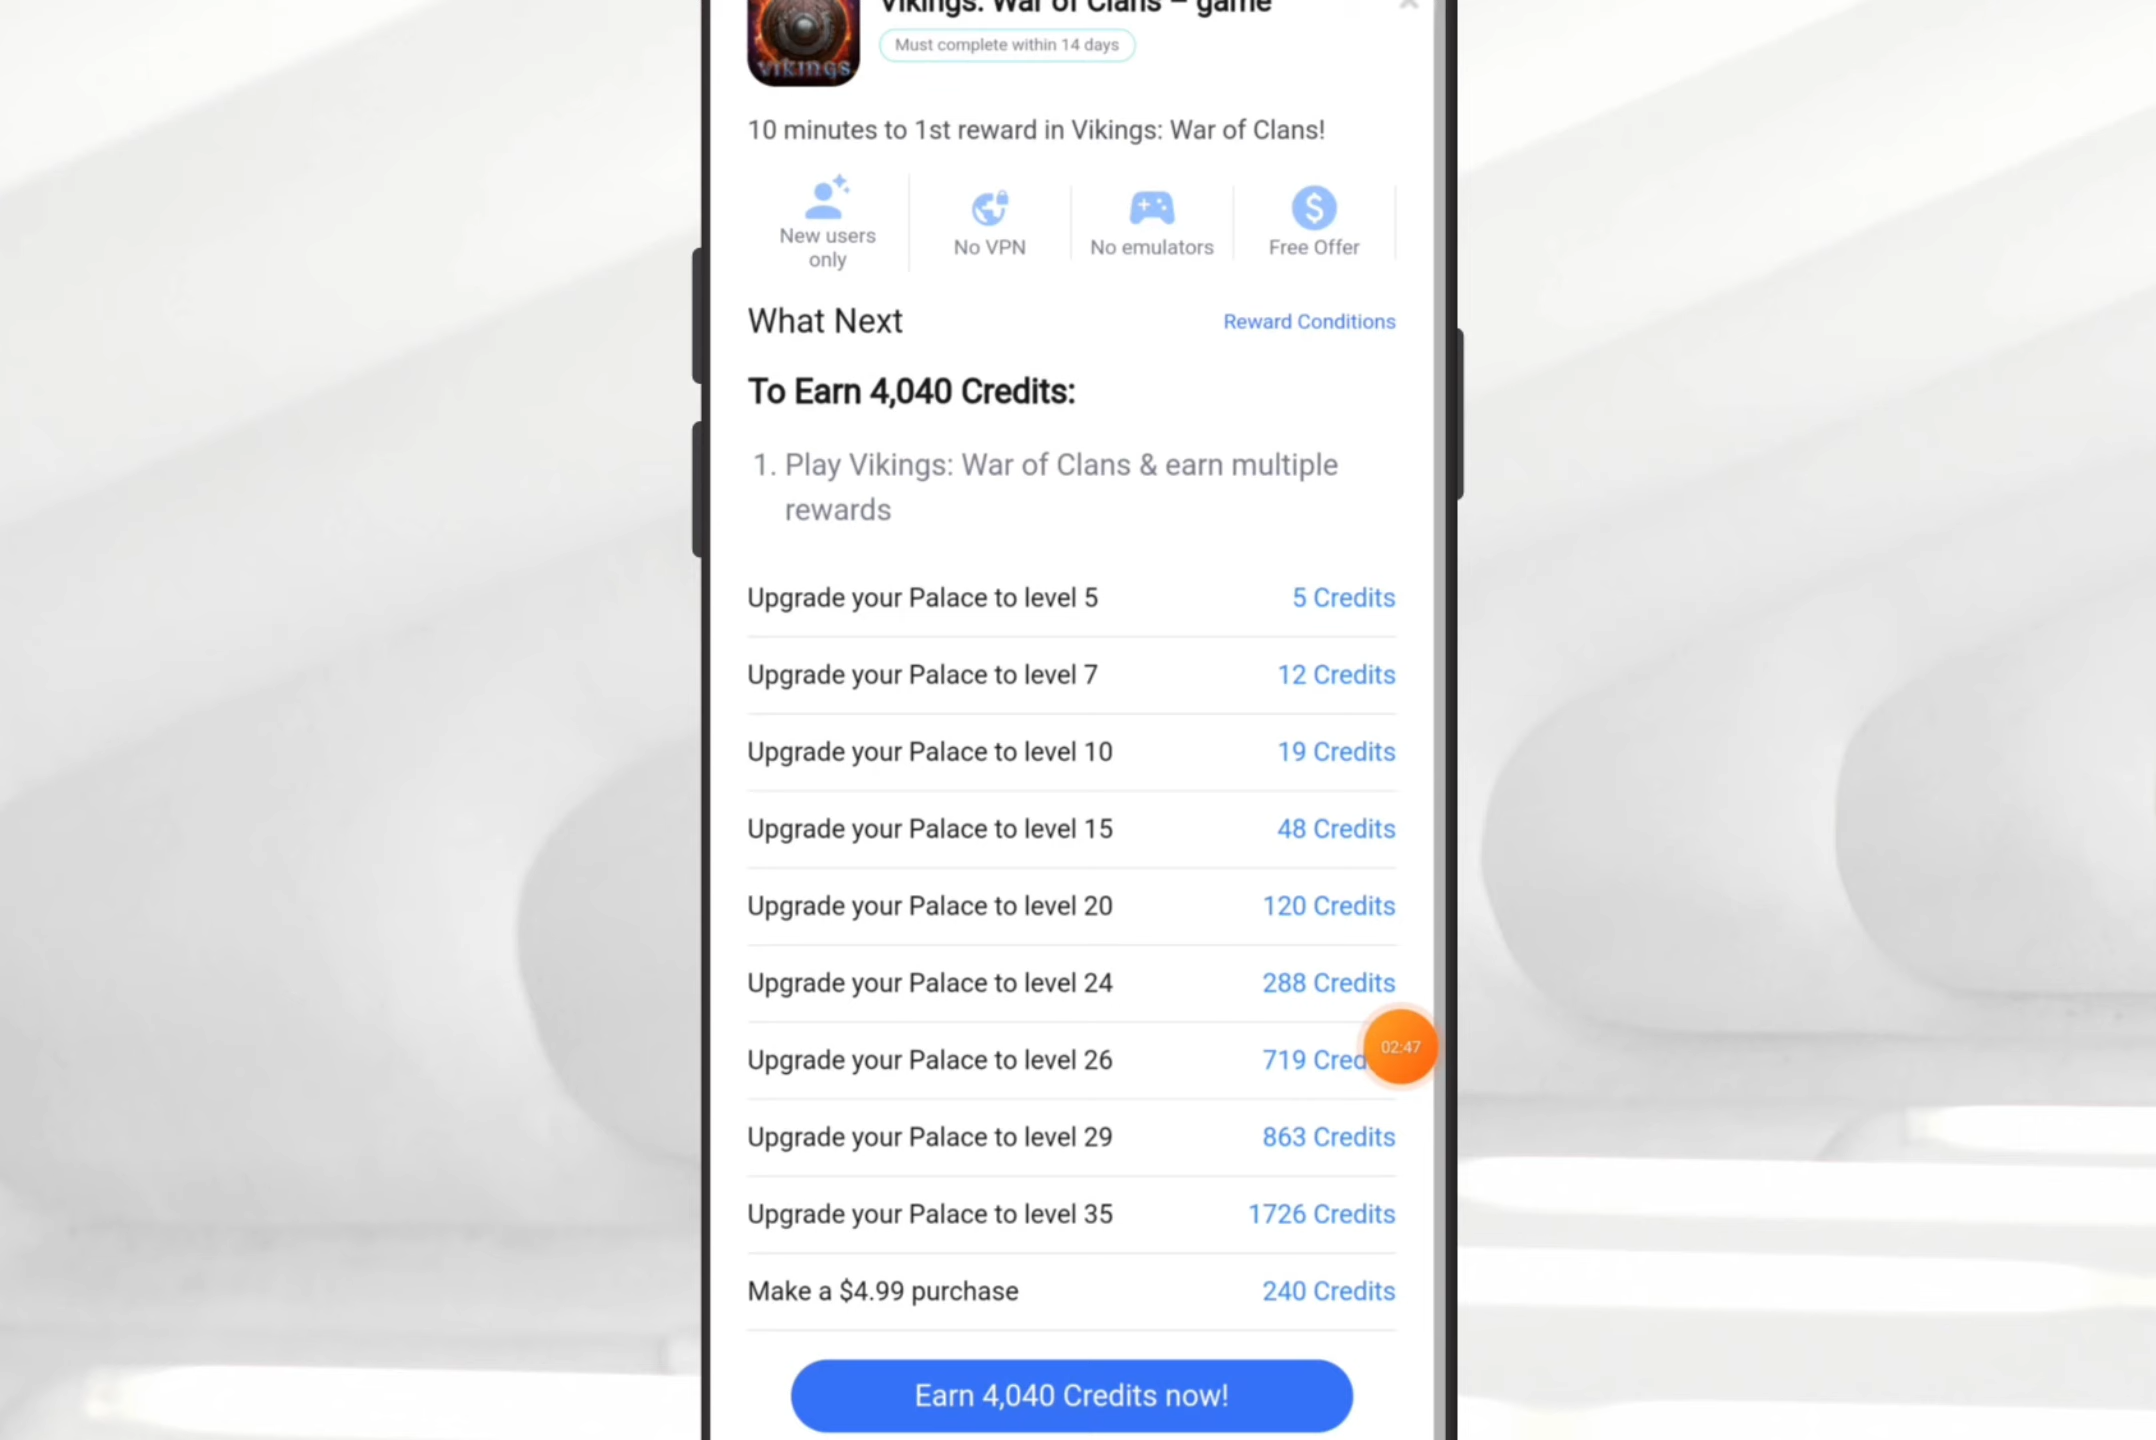 Vikings: War of Clans – game
Must complete within 14 days
VIKINGS
10 minutes to 1st reward in Vikings: War of Clans!
New users only
No VPN
No emulators
Free Offer
What Next
Reward Conditions
To Earn 4,040 Credits:
1. Play Vikings: War of Clans & earn multiple
rewards
Upgrade your Palace to level 5 5 Credits
Upgrade your Palace to level 7 12 Credits
Upgrade your Palace to level 10 19 Credits
Upgrade your Palace to level 15 48 Credits
Upgrade your Palace to level 20 120 Credits
Upgrade your Palace to level 24 288 Credits
Upgrade your Palace to level 26 719 Cred
02:47
Upgrade your Palace to level 29 863 Credits
Upgrade your Palace to level 35 1726 Credits
Make a $4.99 purchase 240 Credits
Earn 4,040 Credits now!